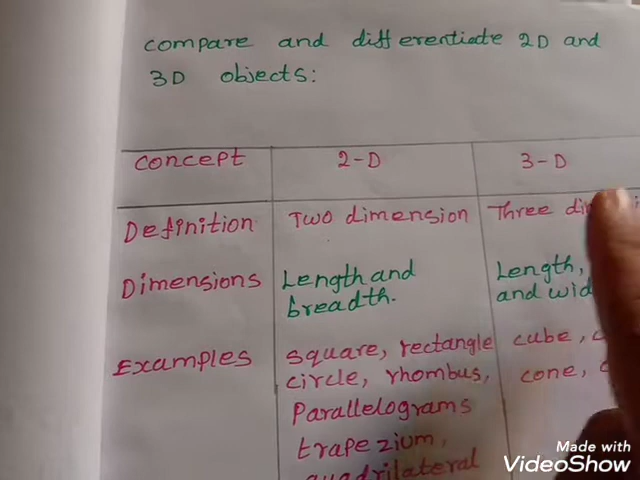 compare and differentiate 2D and
3D objects:
Concept 2-D 3-D
Definition Two dimension Three
Dimensions Length and breadth. Length, and
Examples square, rectangle cube,
circle, rhombus, cone,
Parallelograms
trapezium,
quadrilateral
Made with
VideoShow